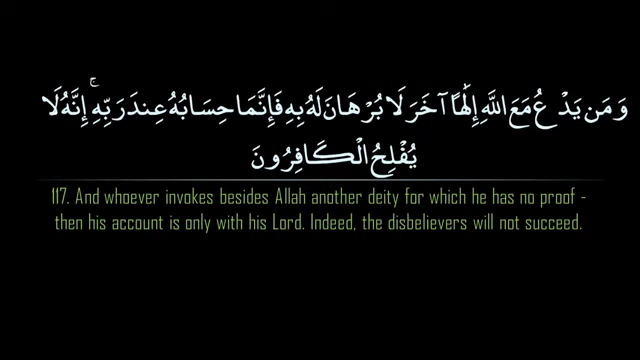 وَمَن يَدْعُ مَعَ اللَّهِ إِلَٰهًا آخَرَ لَا بُرْهَانَ لَهُ بِهِ فَإِنَّمَا حِسَابُهُ عِندَ رَبِّهِ ۚ إِنَّهُ لَا
يُفْلِحُ الْكَافِرُونَ
117. And whoever invokes besides Allah another deity for which he has no proof -
then his account is only with his Lord. Indeed, the disbelievers will not succeed.